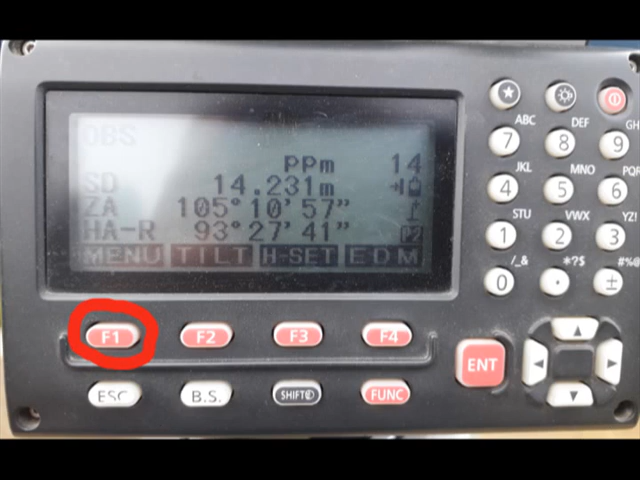 OBS
ppm 14
SD 14.231m
ZA 105°10'57"
HA-R 93°27'41" P2
MENU TILT H-SET EDM
F1 F2 F3 F4
ESC B.S. SHIFT FUNC
ABC DEF GH
7 8 9
JKL MNO PQR
4 5 6
STU VWX YZ!
1 2 3
/_& *?$ #%@
0 . ±
ENT